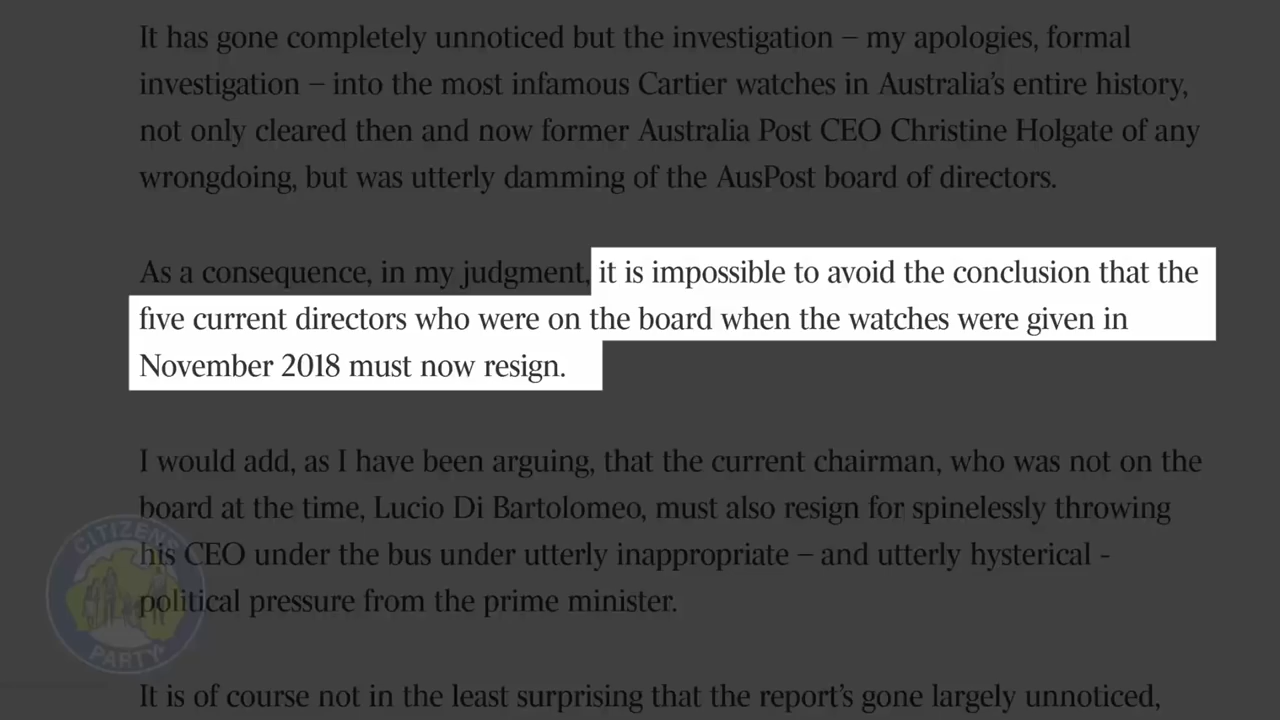 It has gone completely unnoticed but the investigation – my apologies, formal
investigation – into the most infamous Cartier watches in Australia's entire history,
not only cleared then and now former Australia Post CEO Christine Holgate of any
wrongdoing, but was utterly damming of the AusPost board of directors.
As a consequence, in my judgment, it is impossible to avoid the conclusion that the
five current directors who were on the board when the watches were given in
November 2018 must now resign.
I would add, as I have been arguing, that the current chairman, who was not on the
board at the time, Lucio Di Bartolomeo, must also resign for spinelessly throwing
his CEO under the bus under utterly inappropriate – and utterly hysterical -
political pressure from the prime minister.
It is of course not in the least surprising that the report's gone largely unnoticed,
CITIZENS
PARTY